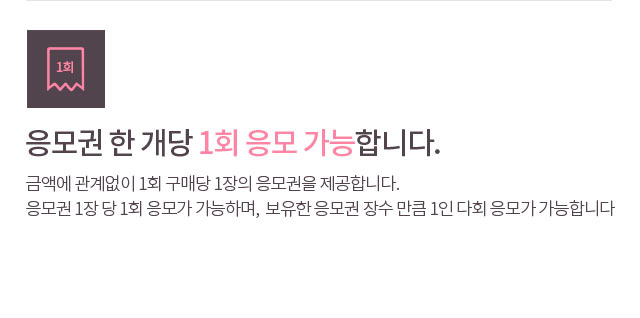 1회
응모권 한 개당 1회 응모 가능합니다.
금액에 관계없이 1회 구매당 1장의 응모권을 제공합니다.
응모권 1장 당 1회 응모가 가능하며, 보유한 응모권 장수 만큼 1인 다회 응모가 가능합니다